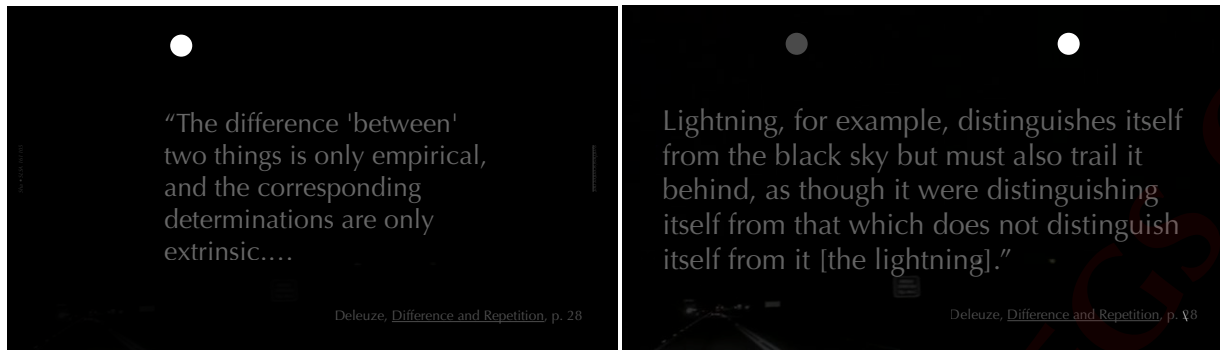 “The difference 'between'
two things is only empirical,
and the corresponding
determinations are only
extrinsic.…
Deleuze, Difference and Repetition, p. 28
Lightning, for example, distinguishes itself
from the black sky but must also trail it
behind, as though it were distinguishing
itself from that which does not distinguish
itself from it [the lightning].”
Deleuze, Difference and Repetition, p. 28